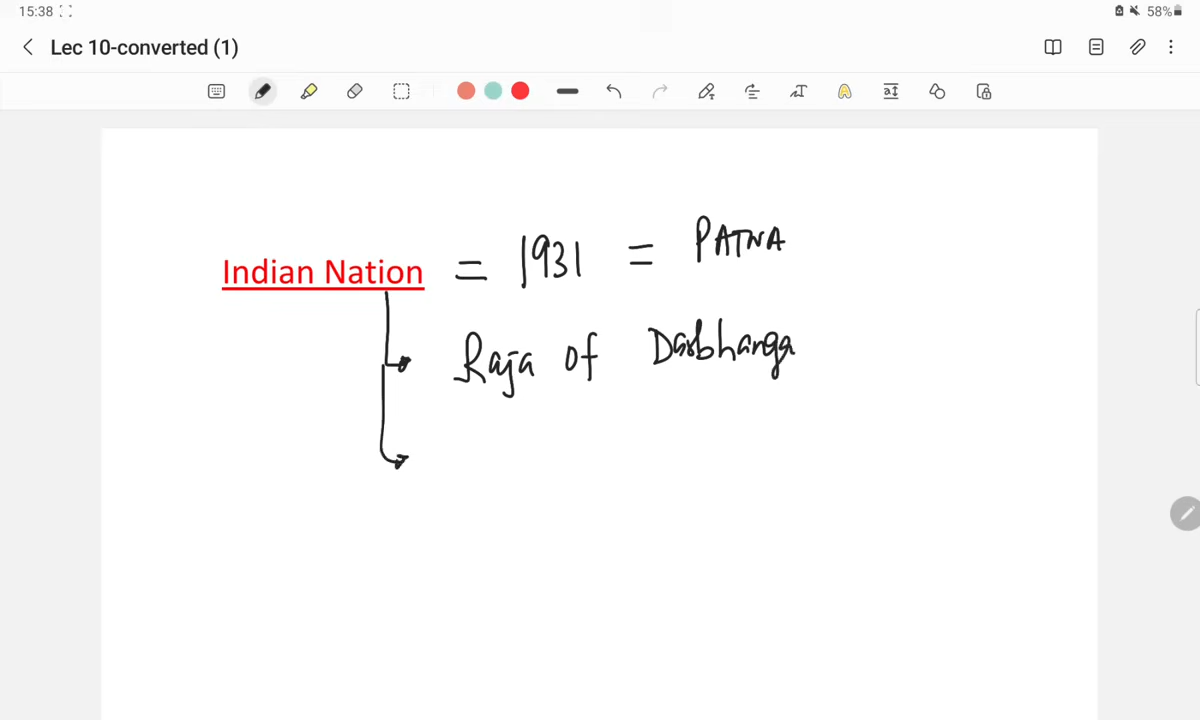 15:38
58%
Lec 10-converted (1)
Indian Nation = 1931 = PATNA
Raja of Darbhanga